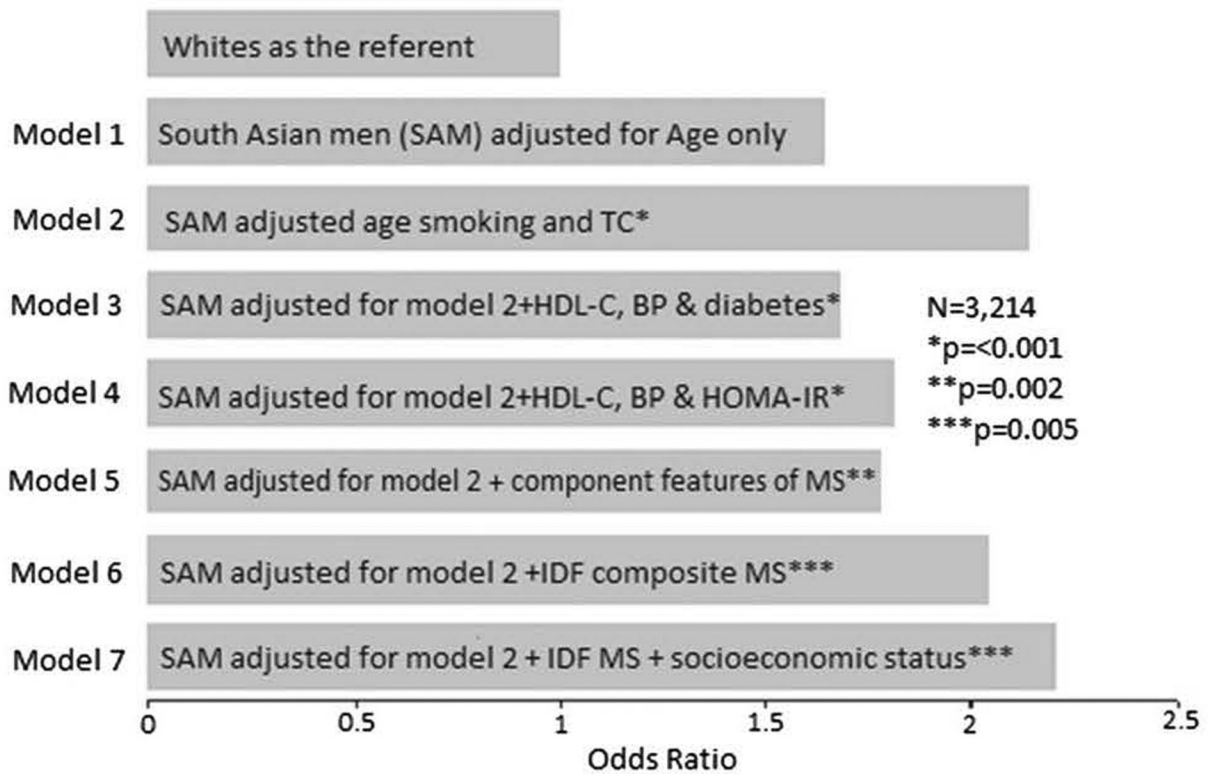 Whites as the referent
Model 1 South Asian men (SAM) adjusted for Age only
Model 2 SAM adjusted age smoking and TC*
Model 3 SAM adjusted for model 2+HDL-C, BP & diabetes*
Model 4 SAM adjusted for model 2+HDL-C, BP & HOMA-IR*
Model 5 SAM adjusted for model 2 + component features of MS**
Model 6 SAM adjusted for model 2 +IDF composite MS***
Model 7 SAM adjusted for model 2 + IDF MS + socioeconomic status***
N=3,214
*p=<0.001
**p=0.002
***p=0.005
0 0.5 1 1.5 2 2.5
Odds Ratio